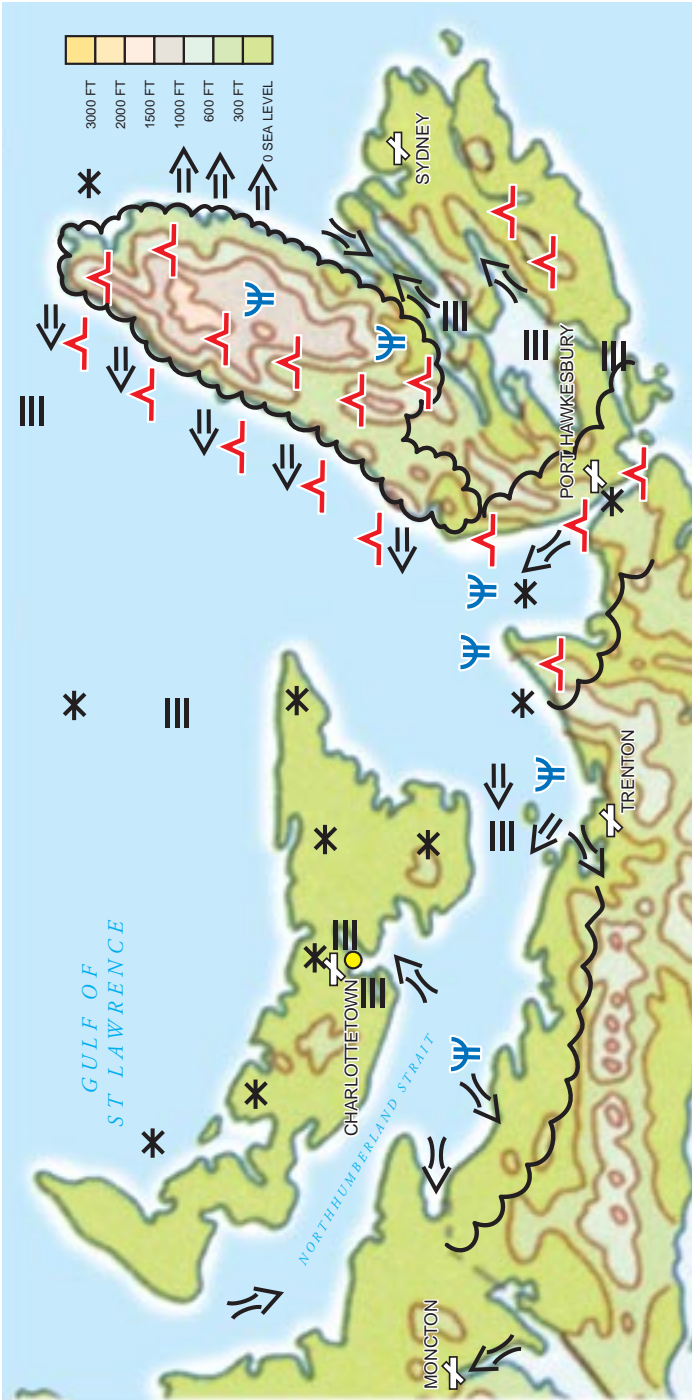 3000 FT
2000 FT
1500 FT
1000 FT
600 FT
300 FT
0 SEA LEVEL
SYDNEY
PORT HAWKESBURY
TRENTON
GULF OF
ST LAWRENCE
CHARLOTTETOWN
NORTHHUMBERLAND STRAIT
MONCTON